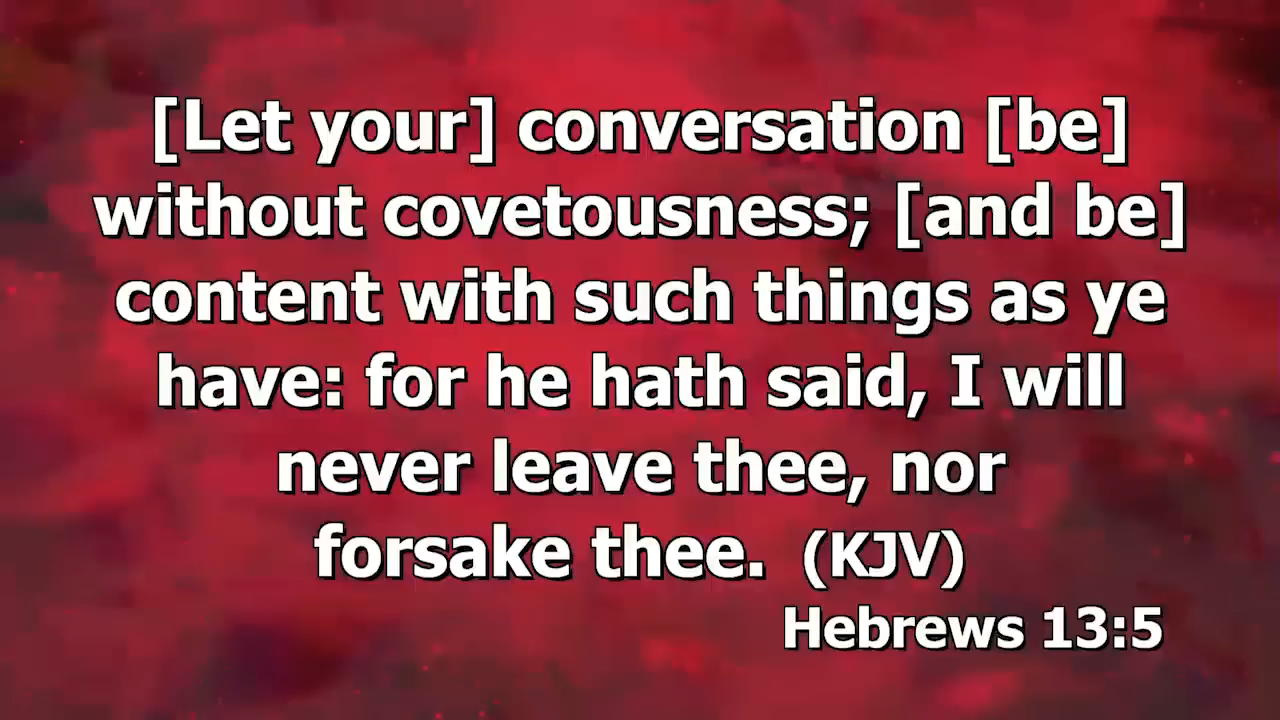 [Let your] conversation [be]
without covetousness; [and be]
content with such things as ye
have: for he hath said, I will
never leave thee, nor
forsake thee. (KJV)
Hebrews 13:5